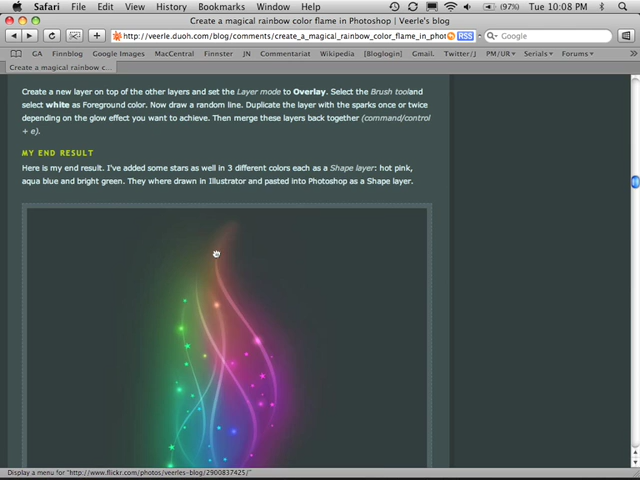 Safari File Edit View History Bookmarks Window Help (97%) Tue 10:08 PM
Create a magical rainbow color flame in Photoshop | Veerle's blog
http://veerle.duoh.com/blog/comments/create_a_magical_rainbow_color_flame_in_phot RSS Google
GA Finnblog Finnust Google Images MacCentral Finnster JN Commentariat Wikipedia [Bloglogin] Gmail Twitter/J PM/UR Serials Forums
Create a magical rainbow c...
Create a new layer on top of the other layers and set the Layer mode to Overlay. Select the Brush tooland
select white as Foreground color. Now draw a random line. Duplicate the layer with the sparks once or twice
depending on the glow effect you want to achieve. Then merge these layers back together (command/control
+ e).
MY END RESULT
Here is my end result. I've added some stars as well in 3 different colors each as a Shape layer: hot pink,
aqua blue and bright green. They where drawn in Illustrator and pasted into Photoshop as a Shape layer.
Display a menu for "http://www.flickr.com/photos/veerles-blog/2900837425/"